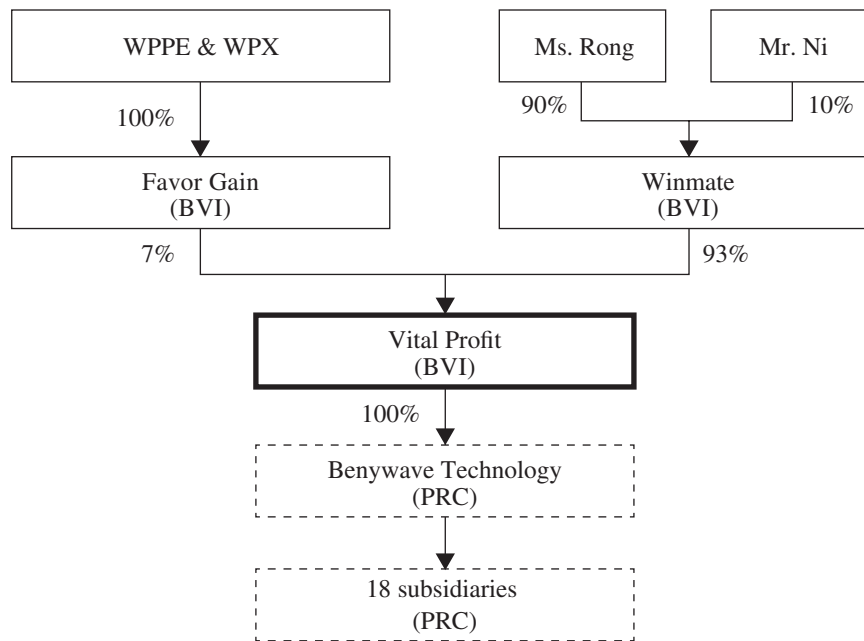 WPPE & WPX
Ms. Rong
Mr. Ni
100%
90%
10%
Favor Gain
(BVI)
Winmate
(BVI)
7%
93%
Vital Profit
(BVI)
100%
Benywave Technology
(PRC)
18 subsidiaries
(PRC)